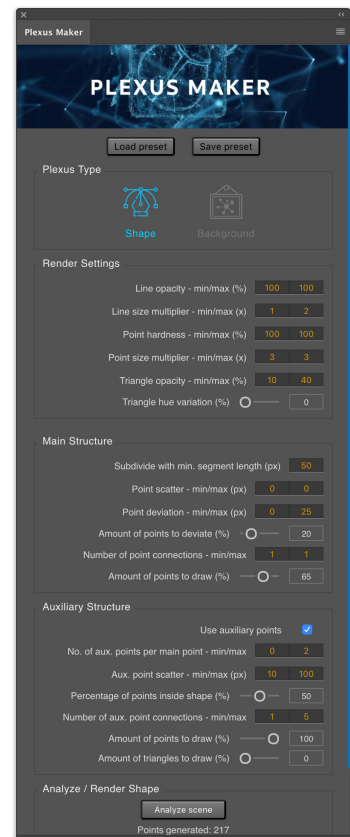 Plexus Maker
PLEXUS MAKER
Load preset Save preset
Plexus Type
Shape Background
Render Settings
Line opacity - min/max (%) 100 100
Line size multiplier - min/max (x) 1 2
Point hardness - min/max (%) 100 100
Point size multiplier - min/max (x) 3 3
Triangle opacity - min/max (%) 10 40
Triangle hue variation (%) 0
Main Structure
Subdivide with min. segment length (px) 50
Point scatter - min/max (px) 0 0
Point deviation - min/max (px) 0 25
Amount of points to deviate (%) 20
Number of point connections - min/max 1 1
Amount of points to draw (%) 65
Auxiliary Structure
Use auxiliary points
No. of aux. points per main point - min/max 0 2
Aux. point scatter - min/max (px) 10 100
Percentage of points inside shape (%) 50
Number of aux. point connections - min/max 1 5
Amount of points to draw (%) 100
Amount of triangles to draw (%) 0
Analyze / Render Shape
Analyze scene
Points generated: 217